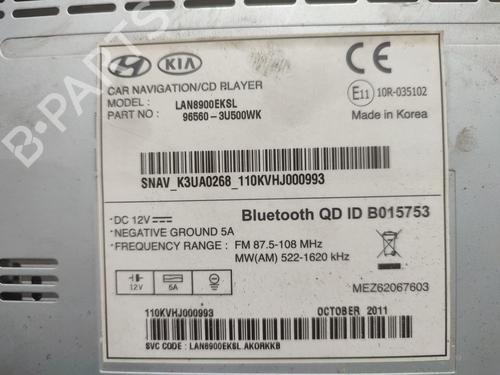 HYUNDAI KIA CE
CAR NAVIGATION/CD RLAYER
MODEL : LAN8900EKSL
PART NO : 96560-3U500WK
E11 10R-035102
Made in Korea
SNAV_K3UA0268_110KVHJ000993
*DC 12V
*NEGATIVE GROUND 5A
*FREQUENCY RANGE : FM 87.5-108 MHz
MW(AM) 522-1620 kHz
Bluetooth QD ID B015753
12V 5A
MEZ62067603
110KVHJ000993 OCTOBER 2011
SVC CODE : LAN8900EKSL AKORKKB
B-PARTS